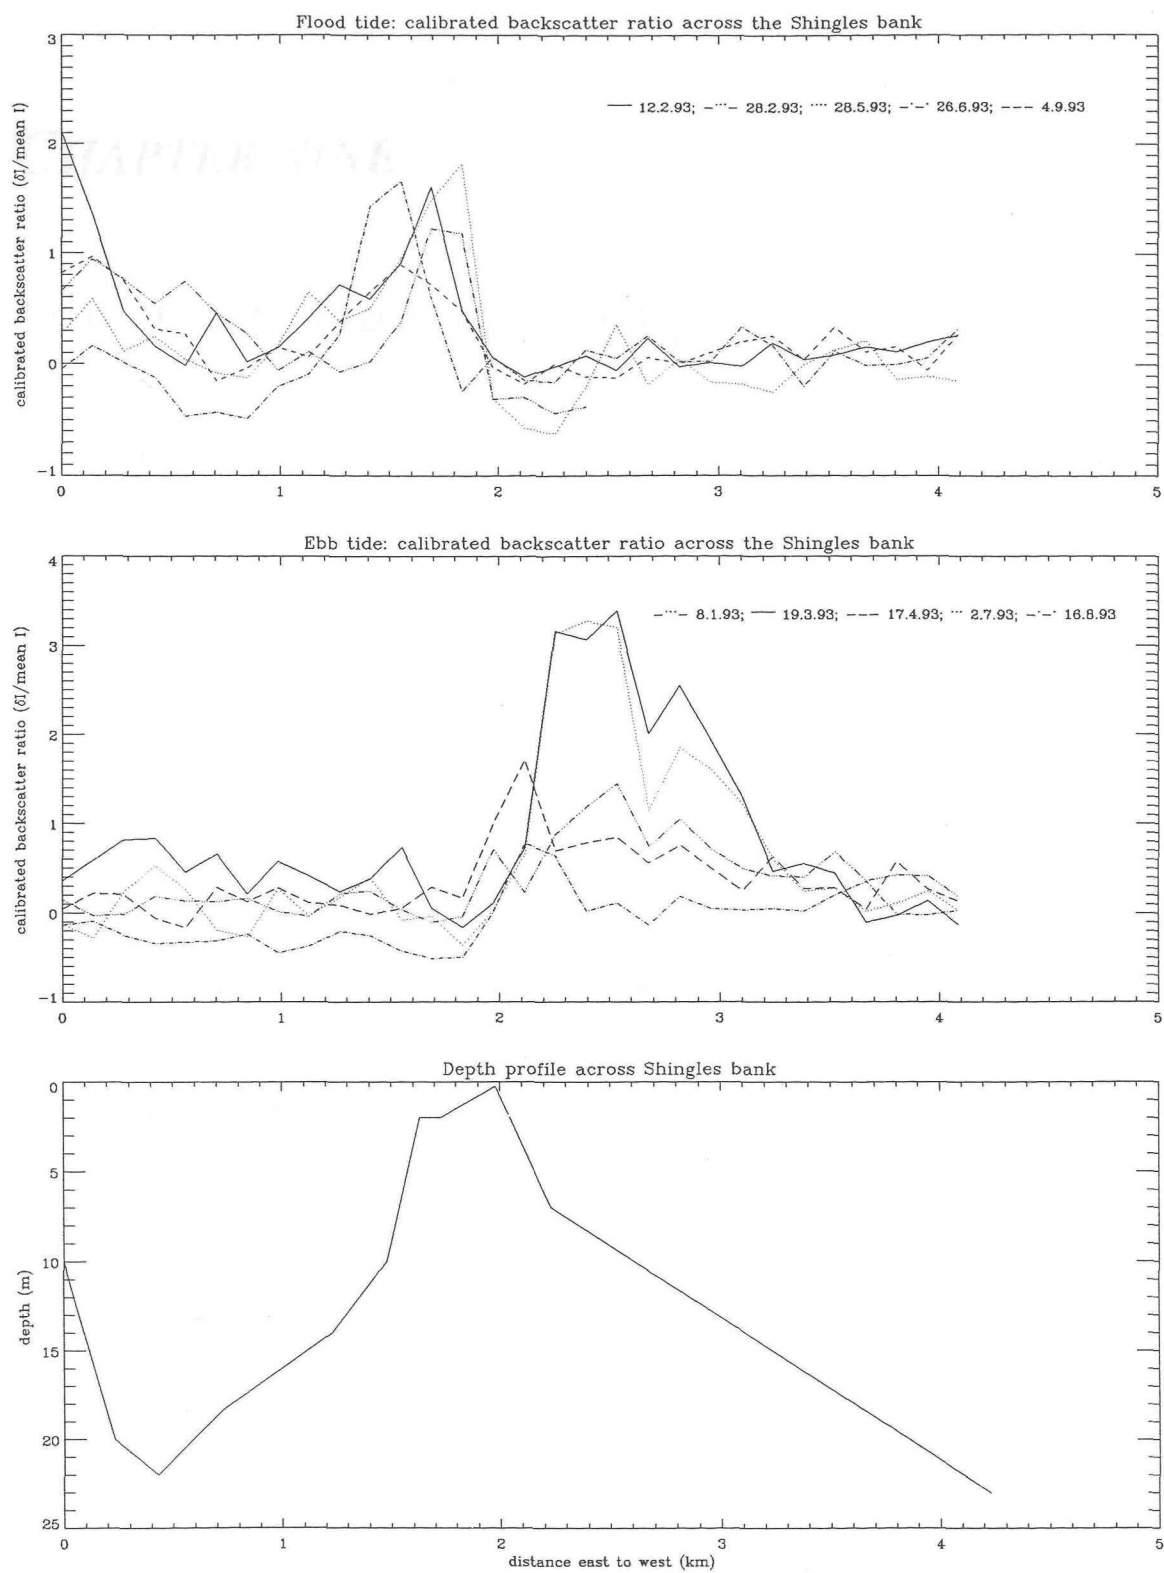 Flood tide: calibrated backscatter ratio across the Shingles bank
calibrated backscatter ratio (δI/mean I)
3
2
1
0
-1
12.2.93; 28.2.93; 28.5.93; 26.6.93; 4.9.93
0 1 2 3 4 5
Ebb tide: calibrated backscatter ratio across the Shingles bank
calibrated backscatter ratio (δI/mean I)
4
3
2
1
0
-1
8.1.93; 19.3.93; 17.4.93; 2.7.93; 16.8.93
0 1 2 3 4 5
Depth profile across Shingles bank
depth (m)
0
5
10
15
20
25
0 1 2 3 4 5
distance east to west (km)